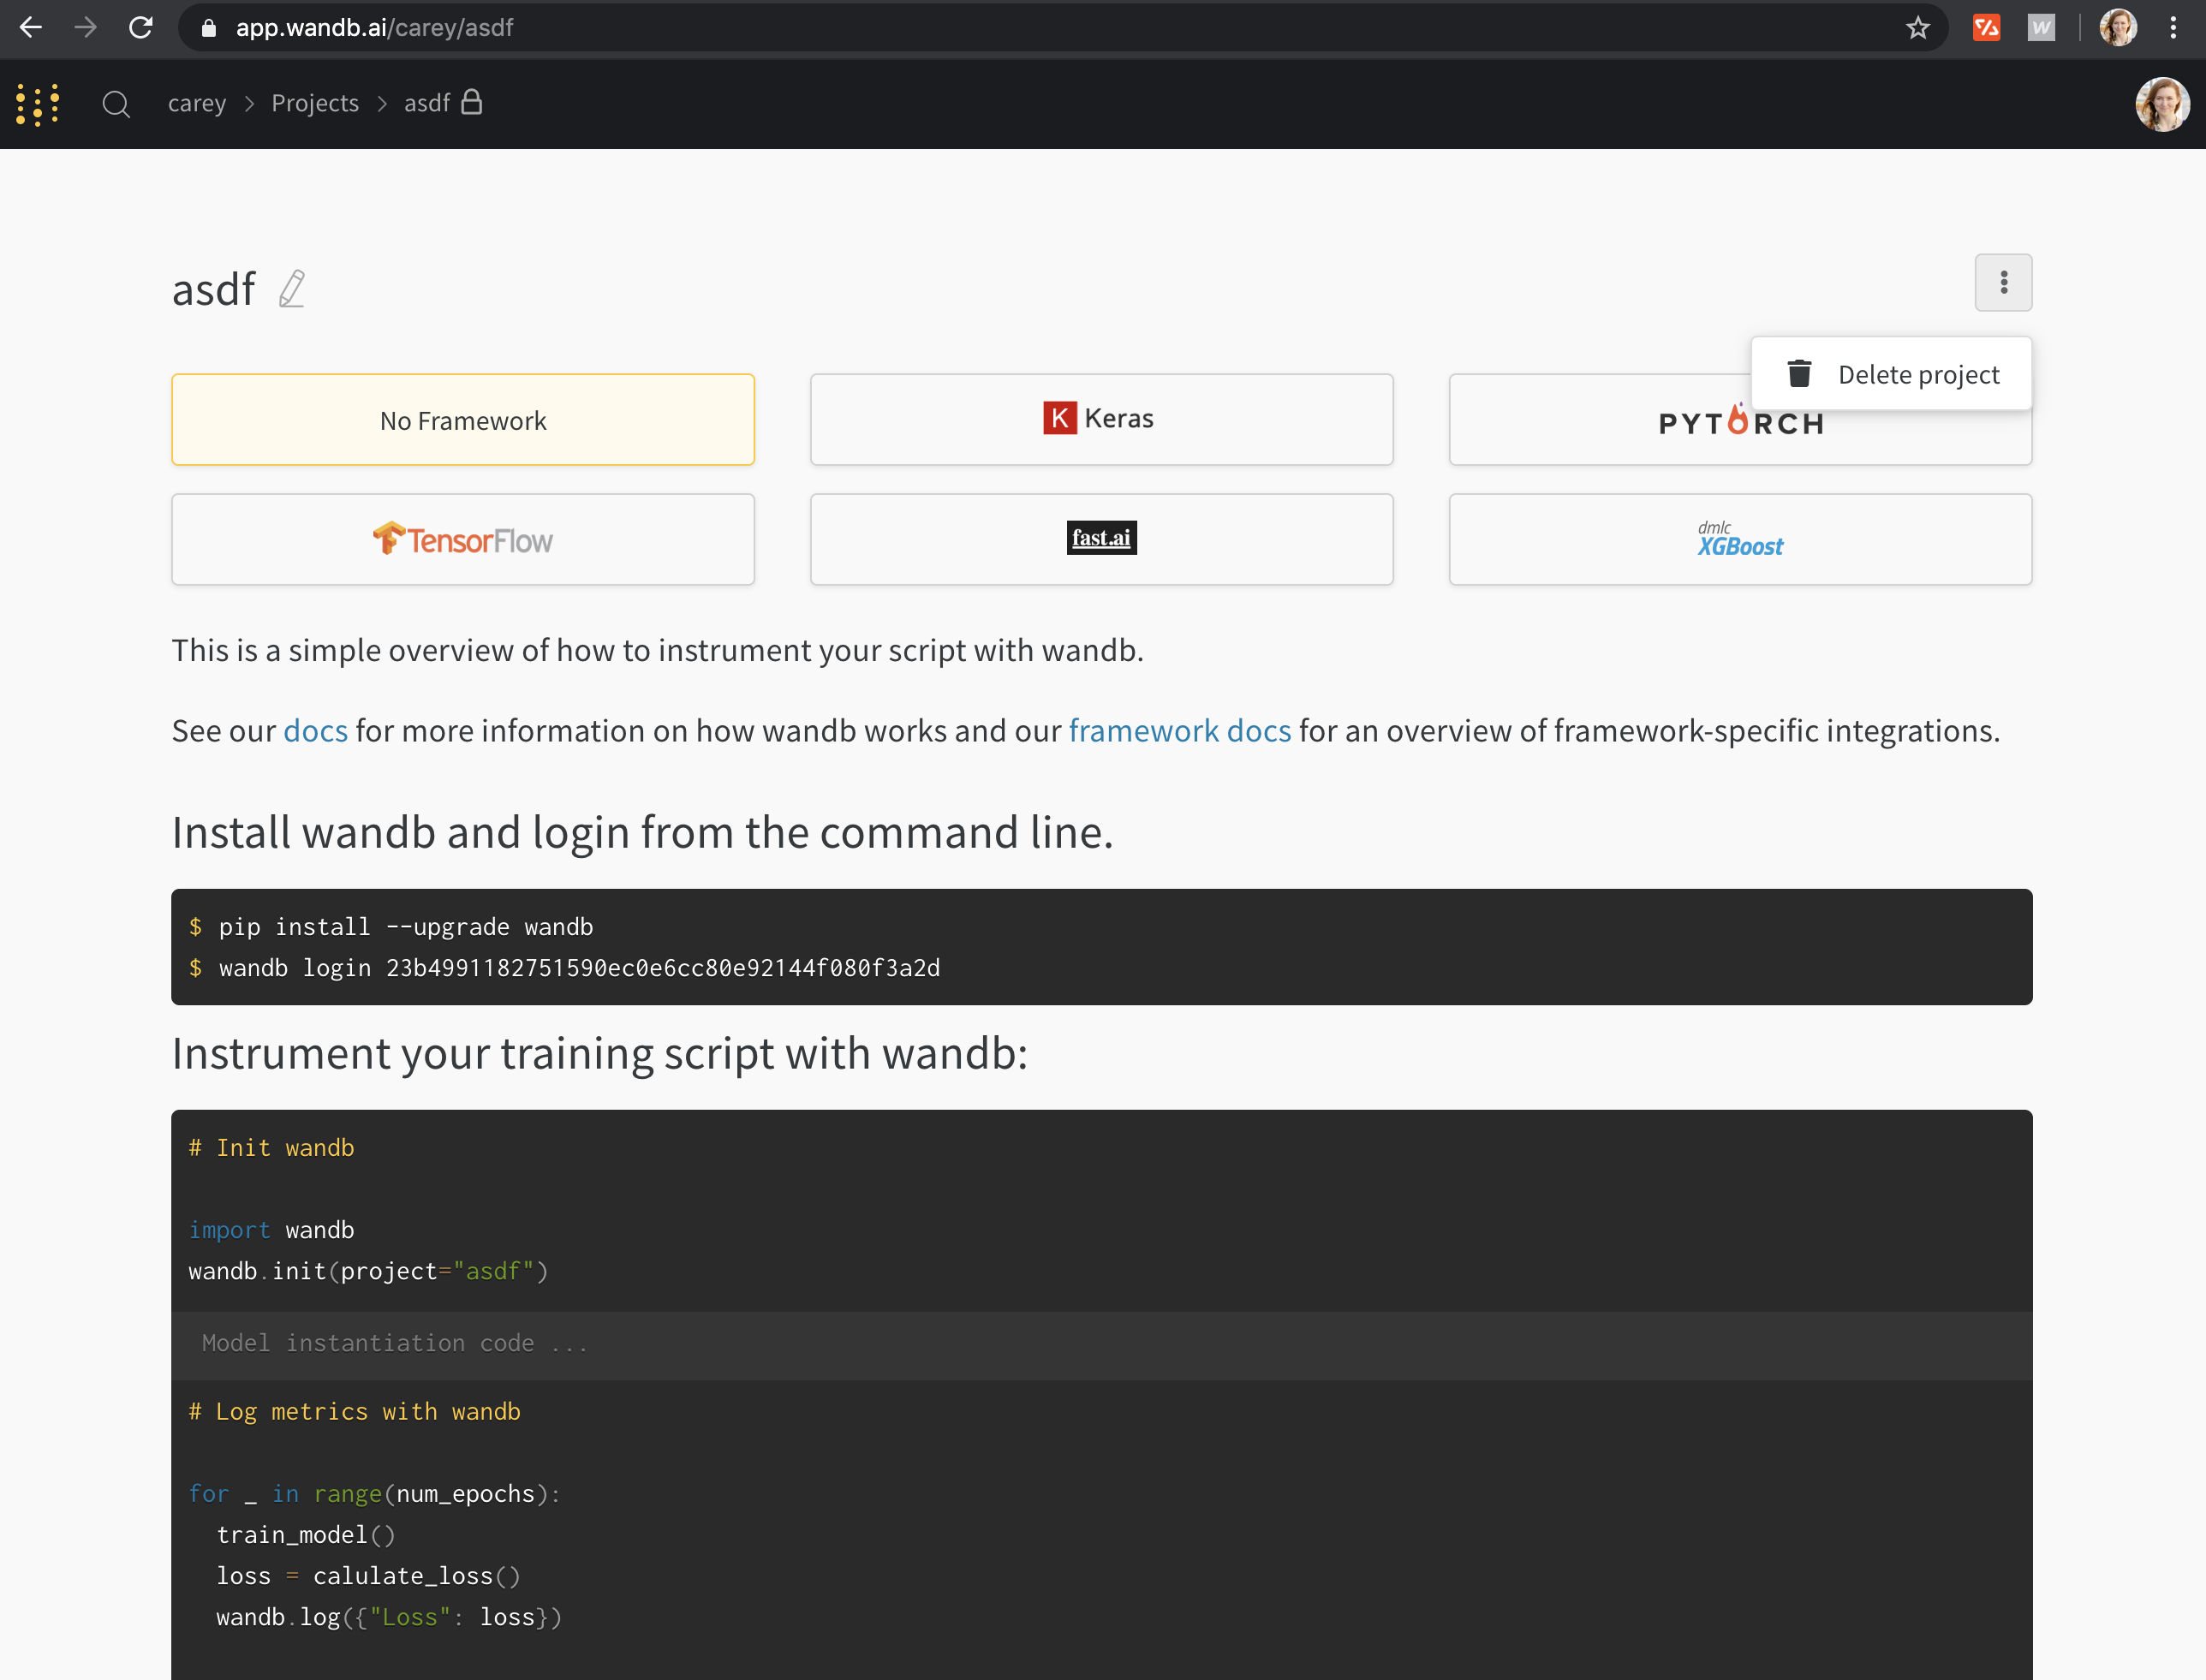 app.wandb.ai/carey/asdf
W
carey > Projects > asdf
asdf
Delete project
No Framework
K Keras
PYTORCH
TensorFlow
fast.ai
dmlc
XGBoost
This is a simple overview of how to instrument your script with wandb.
See our docs for more information on how wandb works and our framework docs for an overview of framework-specific integrations.
Install wandb and login from the command line.
$ pip install --upgrade wandb
$ wandb login 23b4991182751590ec0e6cc80e92144f080f3a2d
Instrument your training script with wandb:
# Init wandb
import wandb
wandb.init(project="asdf")
Model instantiation code ...
# Log metrics with wandb
for _ in range(num_epochs):
  train_model()
  loss = calulate_loss()
  wandb.log({"Loss": loss})